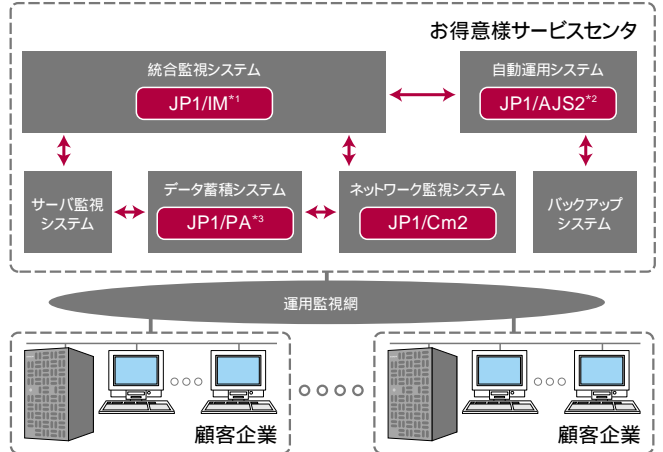 お得意様サービスセンタ
統合監視システム
JP1/IM*1
自動運用システム
JP1/AJS2*2
サーバ監視
システム
データ蓄積システム
JP1/PA*3
ネットワーク監視システム
JP1/Cm2
バックアップ
システム
運用監視網
顧客企業
顧客企業